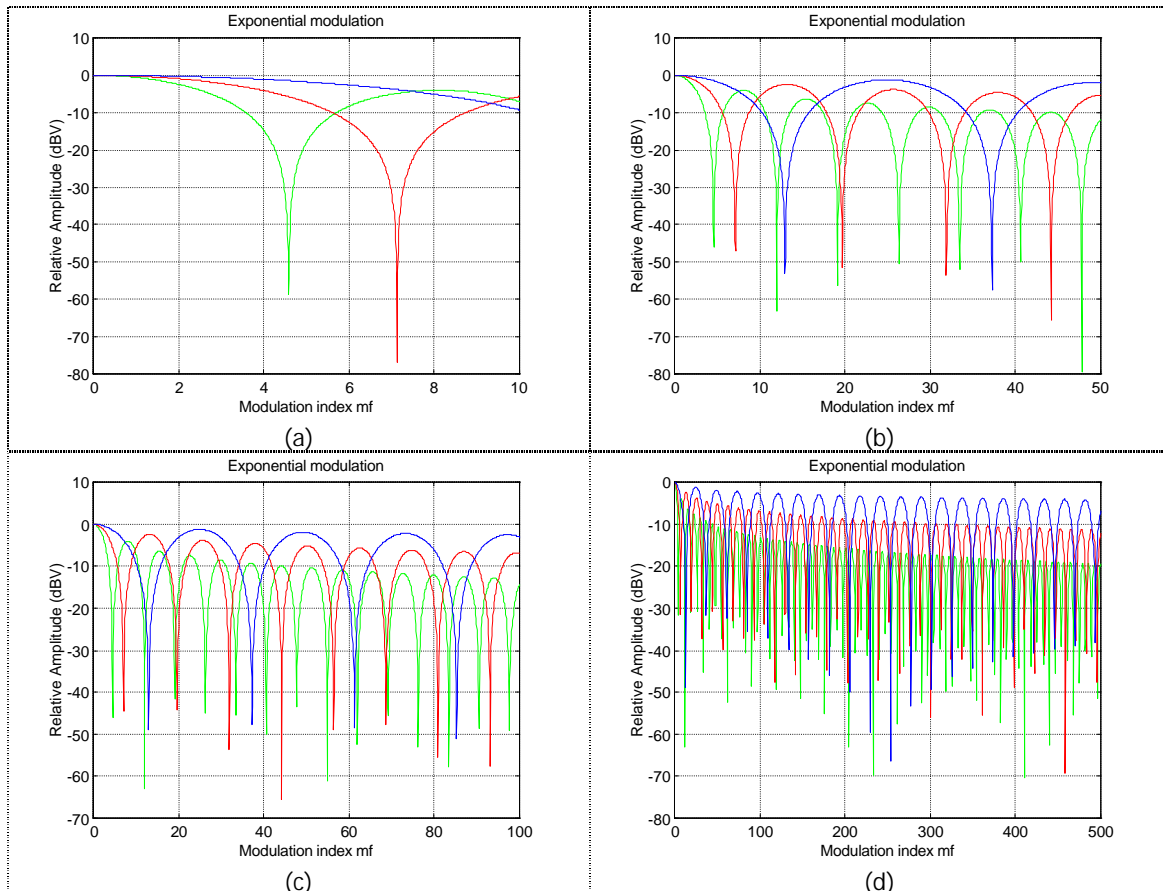 Exponential modulation
10
0
-10
-20
-30
-40
-50
-60
-70
-80
Relative Amplitude (dBV)
0 2 4 6 8 10
Modulation index mf
(a)
Exponential modulation
10
0
-10
-20
-30
-40
-50
-60
-70
-80
Relative Amplitude (dBV)
0 10 20 30 40 50
Modulation index mf
(b)
Exponential modulation
10
0
-10
-20
-30
-40
-50
-60
-70
Relative Amplitude (dBV)
0 20 40 60 80 100
Modulation index mf
(c)
Exponential modulation
0
-10
-20
-30
-40
-50
-60
-70
-80
Relative Amplitude (dBV)
0 100 200 300 400 500
Modulation index mf
(d)